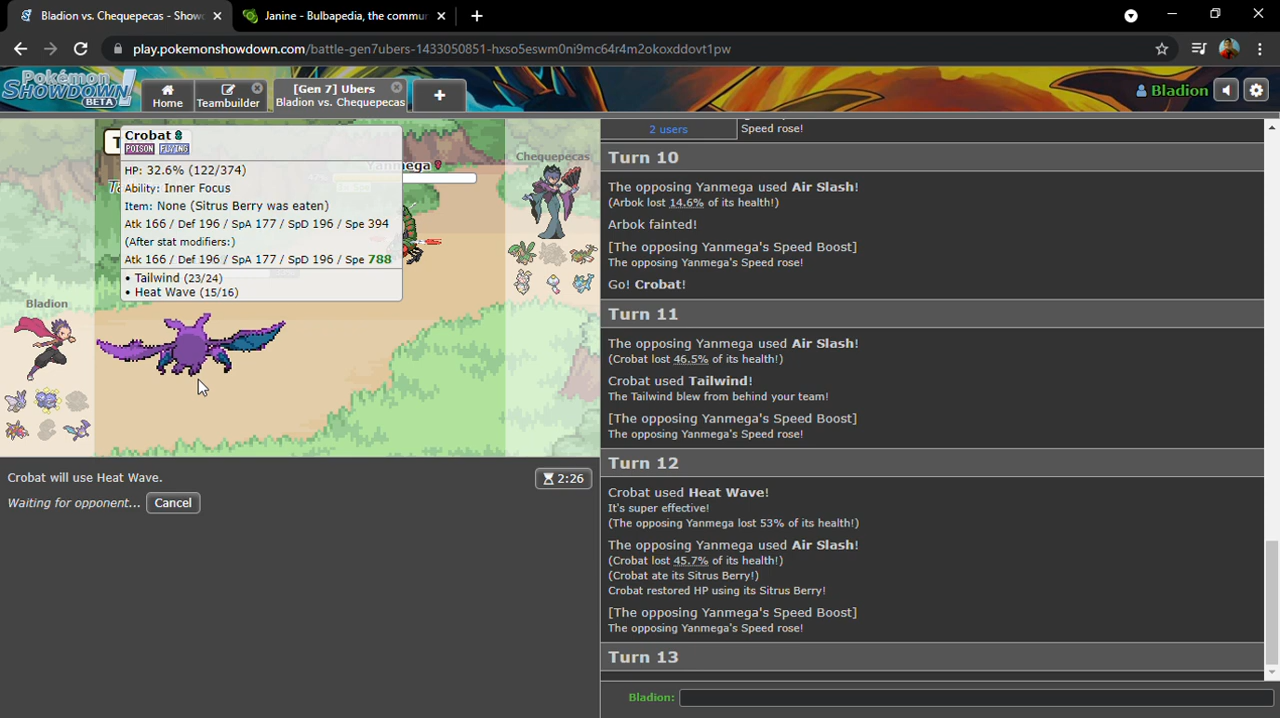 Bladion vs. Chequepecas - Showd
Janine - Bulbapedia, the commun
play.pokemonshowdown.com/battle-gen7ubers-1433050851-hxso5eswm0ni9mc64r4m2okoxddovt1pw
Pokémon
SHOWDOWN
BETA
Home
Teambuilder
[Gen 7] Ubers
Bladion vs. Chequepecas
Bladion
Crobat
POISON FLYING
HP: 32.6% (122/374)
Ability: Inner Focus
Item: None (Sitrus Berry was eaten)
Atk 166 / Def 196 / SpA 177 / SpD 196 / Spe 394
(After stat modifiers:)
Atk 166 / Def 196 / SpA 177 / SpD 196 / Spe 788
• Tailwind (23/24)
• Heat Wave (15/16)
Yanmega
Chequepecas
Bladion
Crobat will use Heat Wave.
Waiting for opponent... Cancel
2:26
2 users
Speed rose!
Turn 10
The opposing Yanmega used Air Slash!
(Arbok lost 14.6% of its health!)
Arbok fainted!
[The opposing Yanmega's Speed Boost]
The opposing Yanmega's Speed rose!
Go! Crobat!
Turn 11
The opposing Yanmega used Air Slash!
(Crobat lost 46.5% of its health!)
Crobat used Tailwind!
The Tailwind blew from behind your team!
[The opposing Yanmega's Speed Boost]
The opposing Yanmega's Speed rose!
Turn 12
Crobat used Heat Wave!
It's super effective!
(The opposing Yanmega lost 53% of its health!)
The opposing Yanmega used Air Slash!
(Crobat lost 45.7% of its health!)
(Crobat ate its Sitrus Berry!)
Crobat restored HP using its Sitrus Berry!
[The opposing Yanmega's Speed Boost]
The opposing Yanmega's Speed rose!
Turn 13
Bladion: